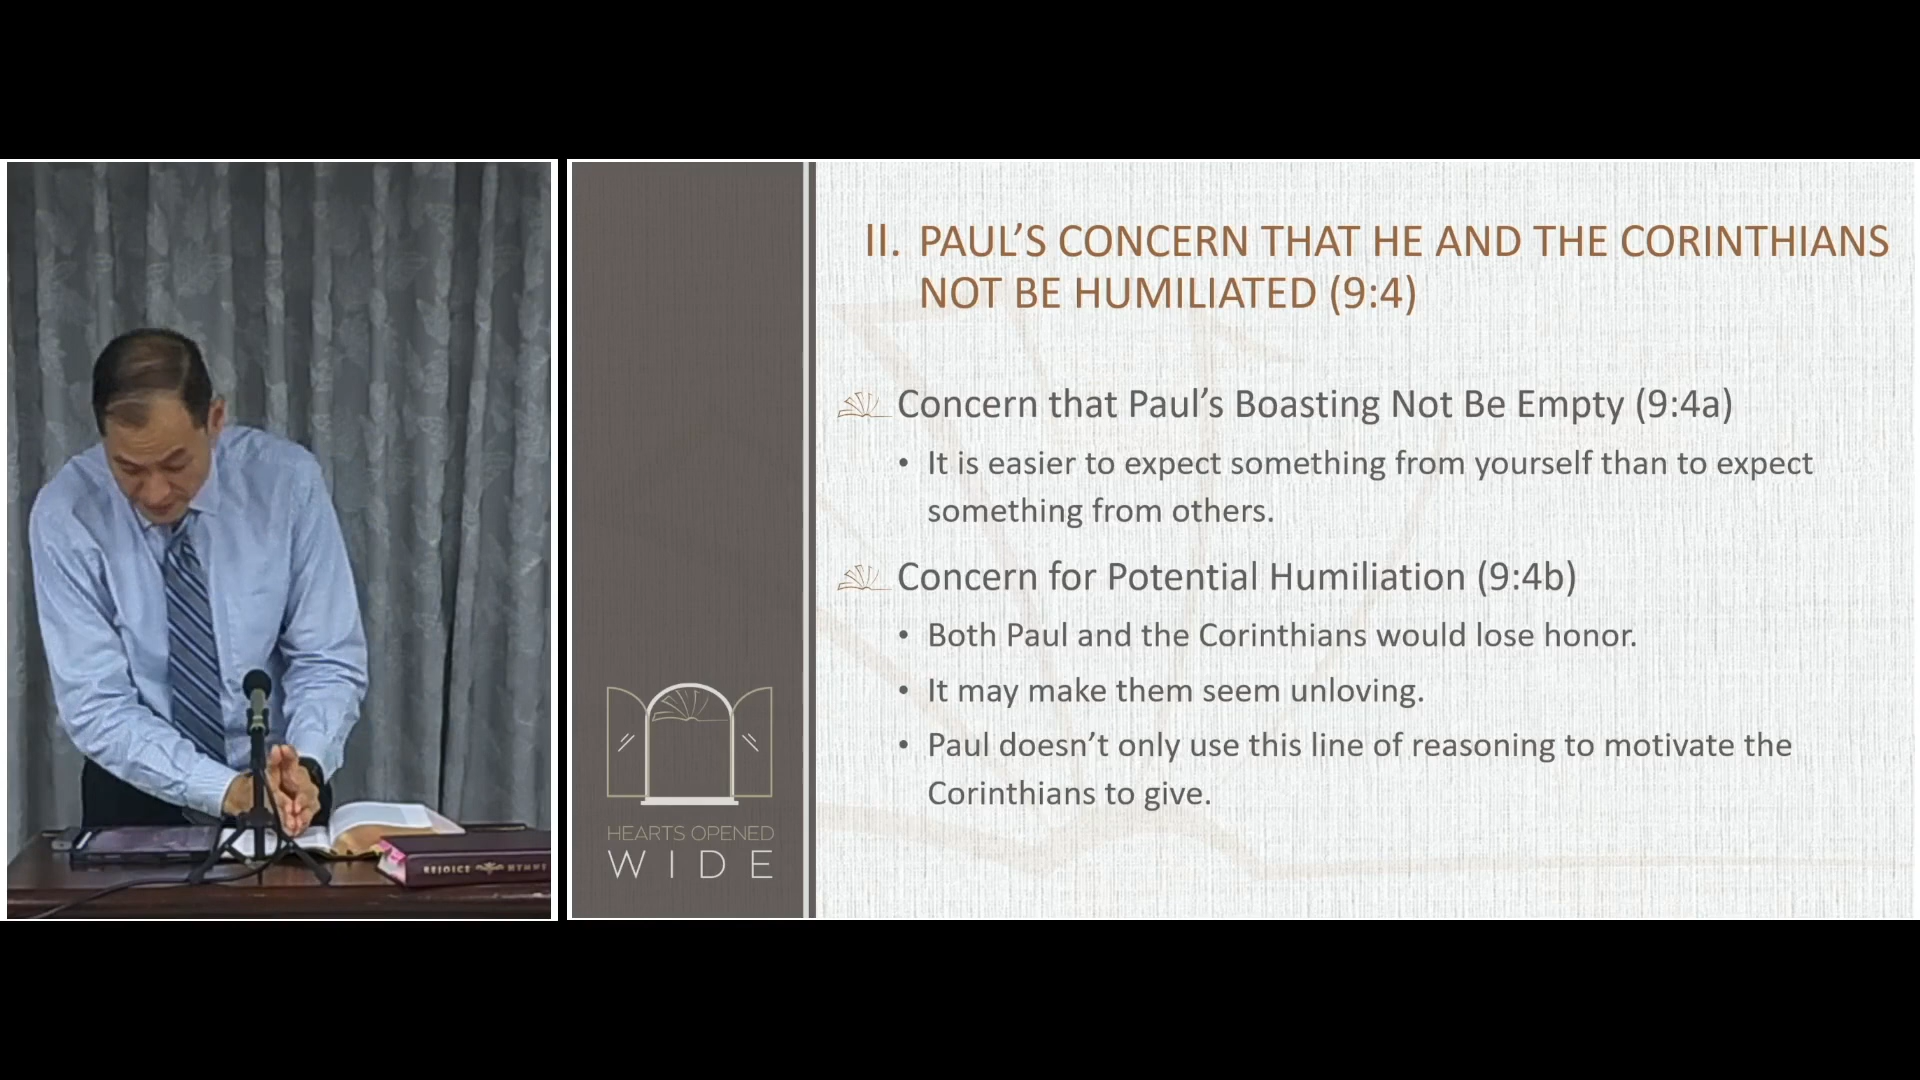 II. PAUL’S CONCERN THAT HE AND THE CORINTHIANS
NOT BE HUMILIATED (9:4)
Concern that Paul’s Boasting Not Be Empty (9:4a)
• It is easier to expect something from yourself than to expect
something from others.
Concern for Potential Humiliation (9:4b)
• Both Paul and the Corinthians would lose honor.
• It may make them seem unloving.
• Paul doesn’t only use this line of reasoning to motivate the
Corinthians to give.
HEARTS OPENED
WIDE
REJOICE HYMNS